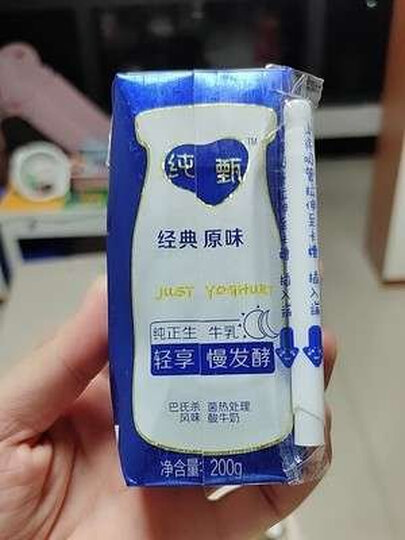 纯甄™
经典 原味
JUST YOGHURT
纯正生 牛乳
轻享 慢发酵
巴氏杀 菌热处理
风味 酸牛奶
净含量: 200g
插入端
插入端